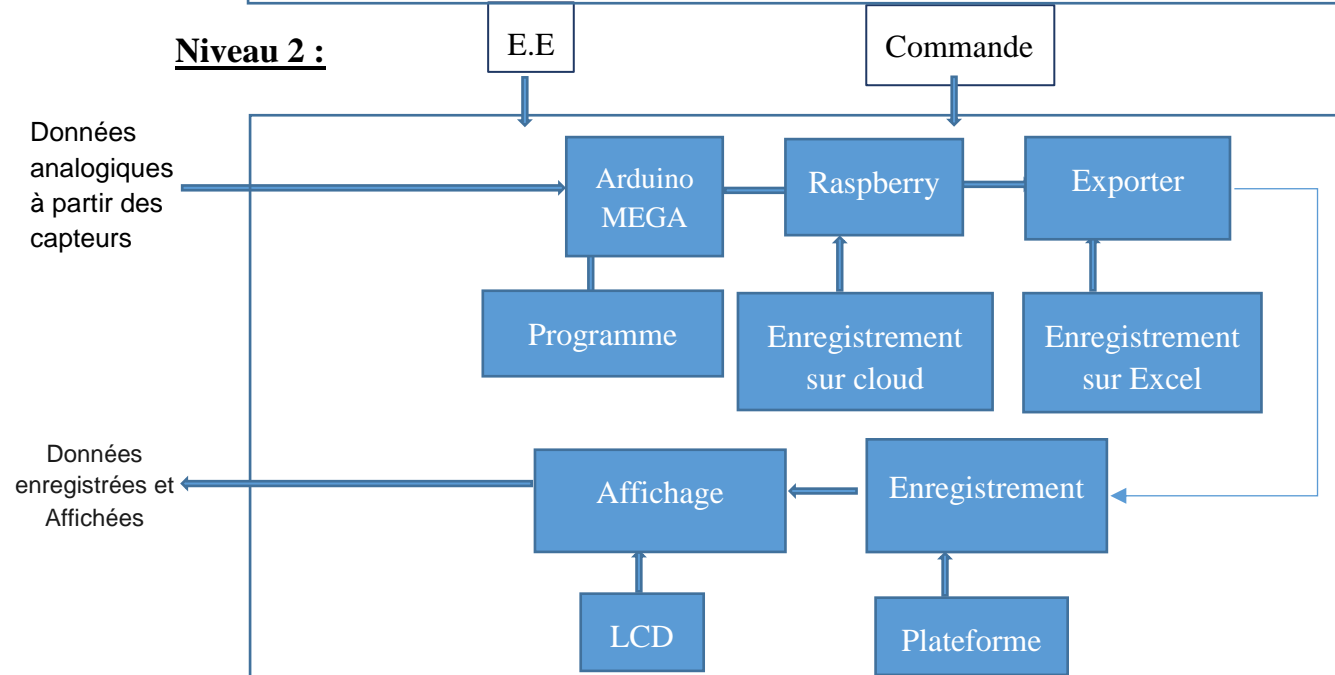 E.E
Commande
Niveau 2 :
Données
analogiques
à partir des
capteurs
Arduino
MEGA
Raspberry
Exporter
Programme
Enregistrement
sur cloud
Enregistrement
sur Excel
Données
enregistrées et
Affichées
Affichage
Enregistrement
LCD
Plateforme